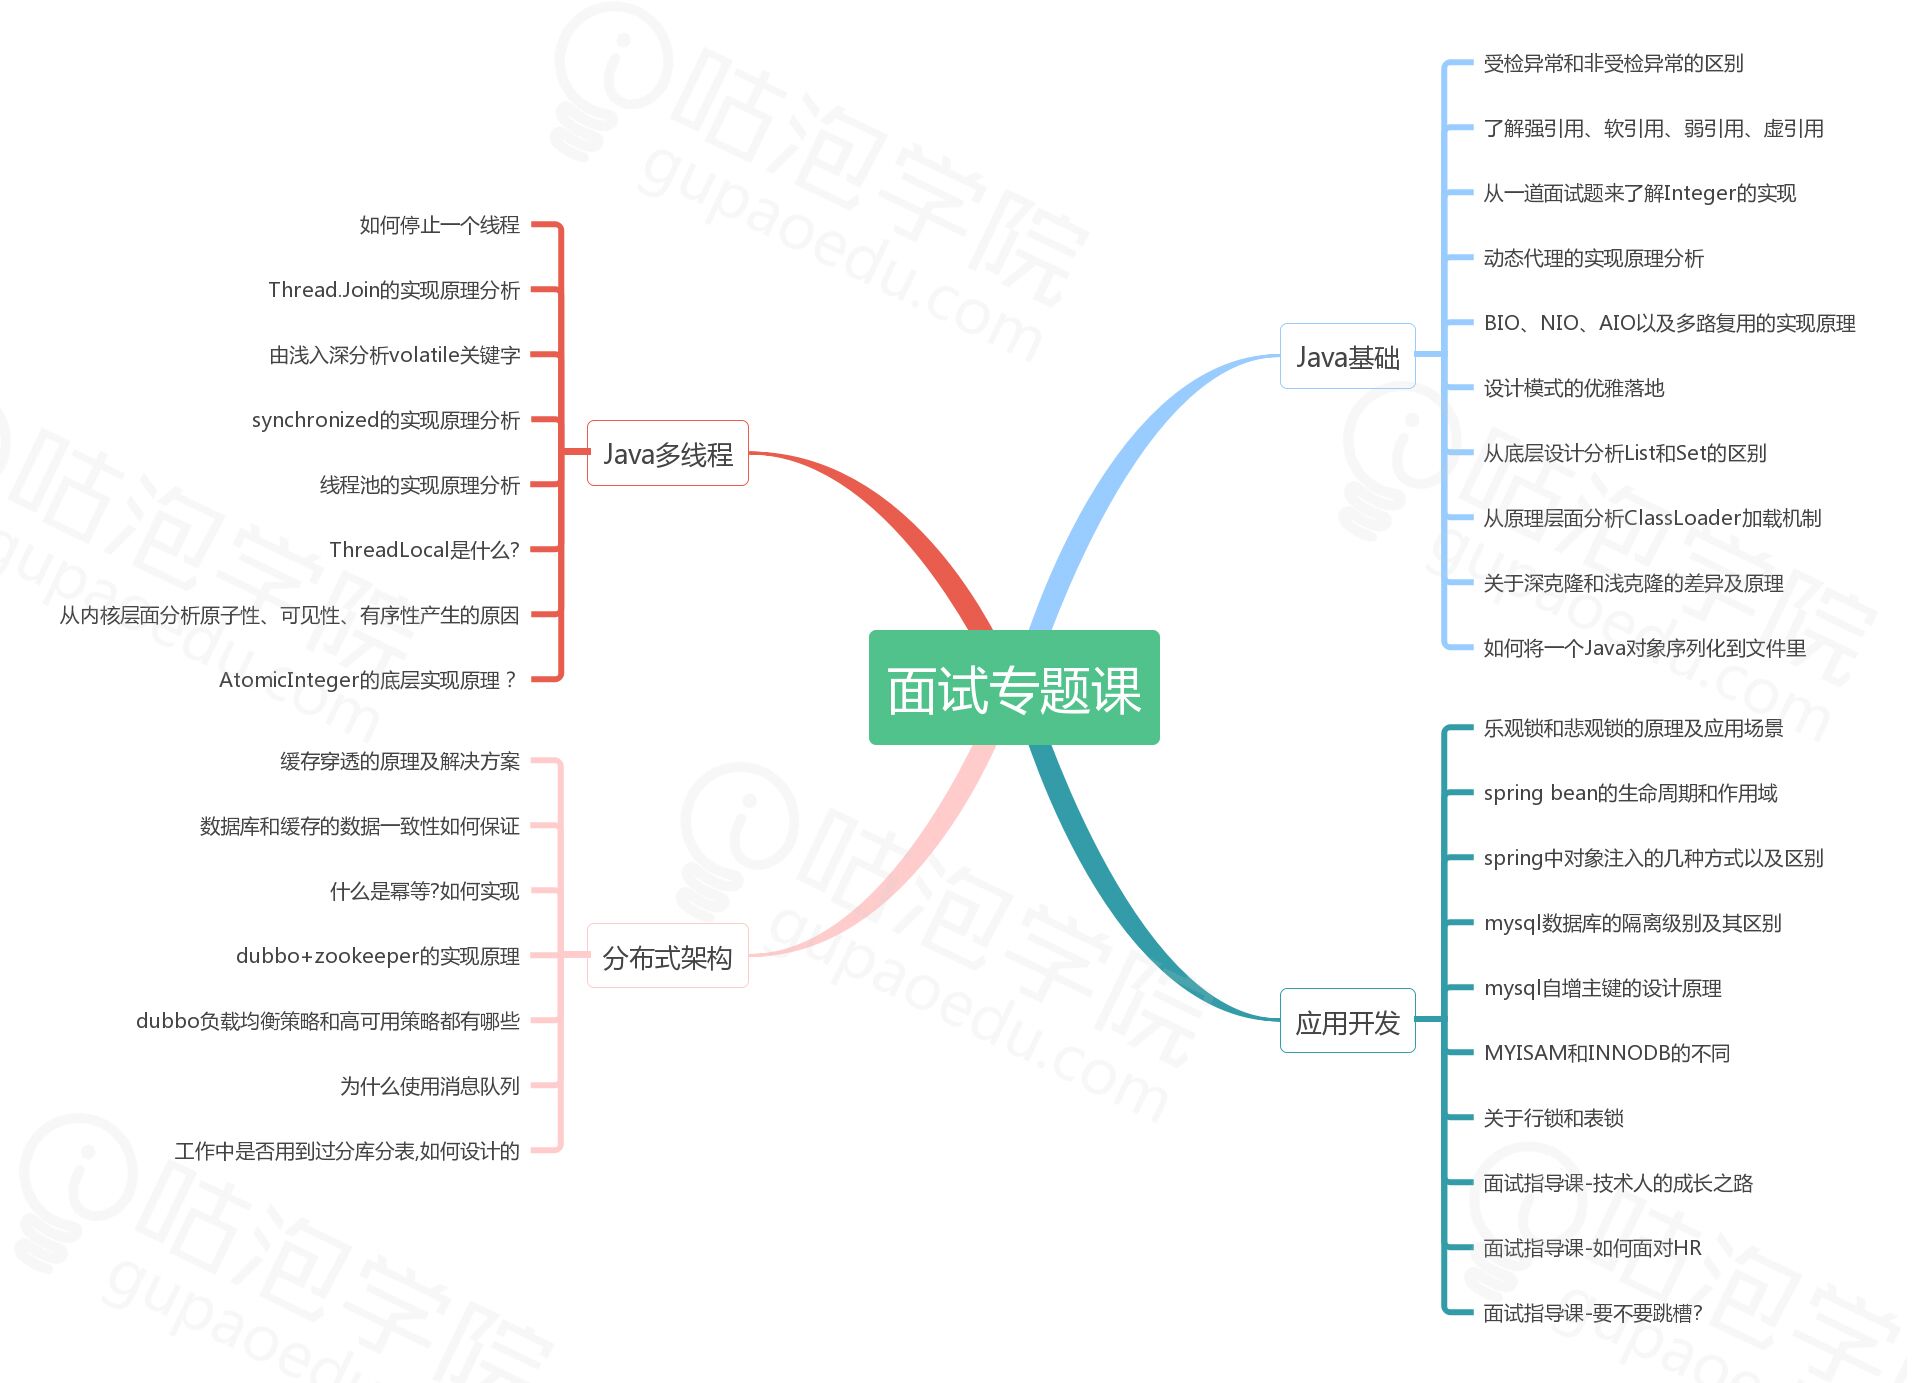 面试专题课
Java基础
受检异常和非受检异常的区别
了解强引用、软引用、弱引用、虚引用
从一道面试题来了解Integer的实现
动态代理的实现原理分析
BIO、NIO、AIO以及多路复用的实现原理
设计模式的优雅落地
从底层设计分析List和Set的区别
从原理层面分析ClassLoader加载机制
关于深克隆和浅克隆的差异及原理
如何将一个Java对象序列化到文件里
应用开发
乐观锁和悲观锁的原理及应用场景
spring bean的生命周期和作用域
spring中对象注入的几种方式以及区别
mysql数据库的隔离级别及其区别
mysql自增主键的设计原理
MYISAM和INNODB的不同
关于行锁和表锁
面试指导课-技术人的成长之路
面试指导课-如何面对HR
面试指导课-要不要跳槽?
Java多线程
如何停止一个线程
Thread.Join的实现原理分析
由浅入深分析volatile关键字
synchronized的实现原理分析
线程池的实现原理分析
ThreadLocal是什么?
从内核层面分析原子性、可见性、有序性产生的原因
AtomicInteger的底层实现原理？
分布式架构
缓存穿透的原理及解决方案
数据库和缓存的数据一致性如何保证
什么是幂等?如何实现
dubbo+zookeeper的实现原理
dubbo负载均衡策略和高可用策略都有哪些
为什么使用消息队列
工作中是否用到过分库分表,如何设计的
咕泡学院
gupaoedu.com
咕泡学院
gupaoedu.com
咕泡学院
gupaoedu.com
咕泡学院
gupaoedu.com
咕泡学院
gupaoedu
咕泡学
gupaoe